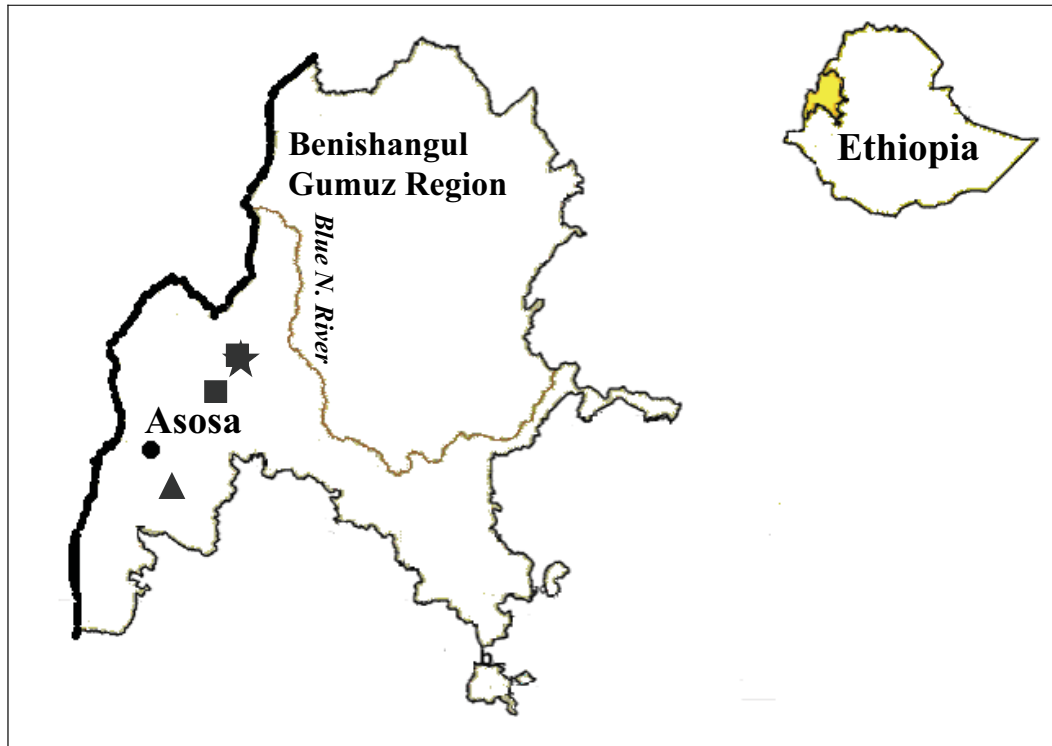 Benishangul
Gumuz Region
Blue N. River
Asosa
Ethiopia